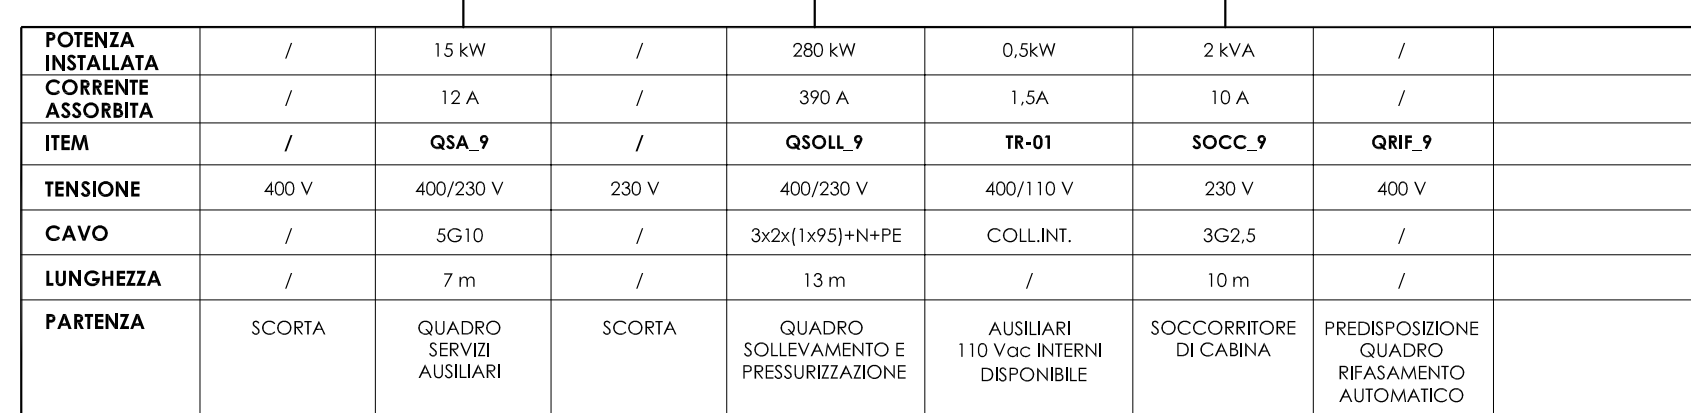 POTENZA INSTALLATA / 15 kW / 280 kW 0,5kW 2 kVA /
CORRENTE ASSORBITA / 12 A / 390 A 1,5A 10 A /
ITEM / QSA_9 / QSOLL_9 TR-01 SOCC_9 QRIF_9
TENSIONE 400 V 400/230 V 230 V 400/230 V 400/110 V 230 V 400 V
CAVO / 5G10 / 3x2x(1x95)+N+PE COLL.INT. 3G2,5 /
LUNGHEZZA / 7 m / 13 m / 10 m /
PARTENZA SCORTA QUADRO SCORTA QUADRO AUSILIARI SOCCORRITORE PREDISPOSIZIONE
SERVIZI SOLLEVAMENTO E 110 Vac INTERNI DI CABINA QUADRO
AUSILIARI PRESSURIZZAZIONE DISPONIBILE RIFASAMENTO
AUTOMATICO